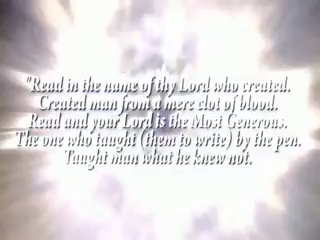 "Read in the name of thy Lord who created.
Created man from a mere clot of blood.
Read and your Lord is the Most Generous.
The one who taught (them to write) by the pen.
Taught man what he knew not.